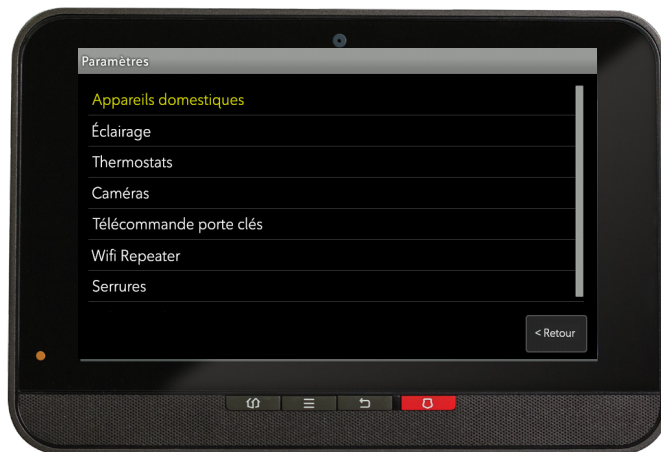 Paramètres
Appareils domestiques
Éclairage
Thermostats
Caméras
Télécommande porte clés
Wifi Repeater
Serrures
< Retour